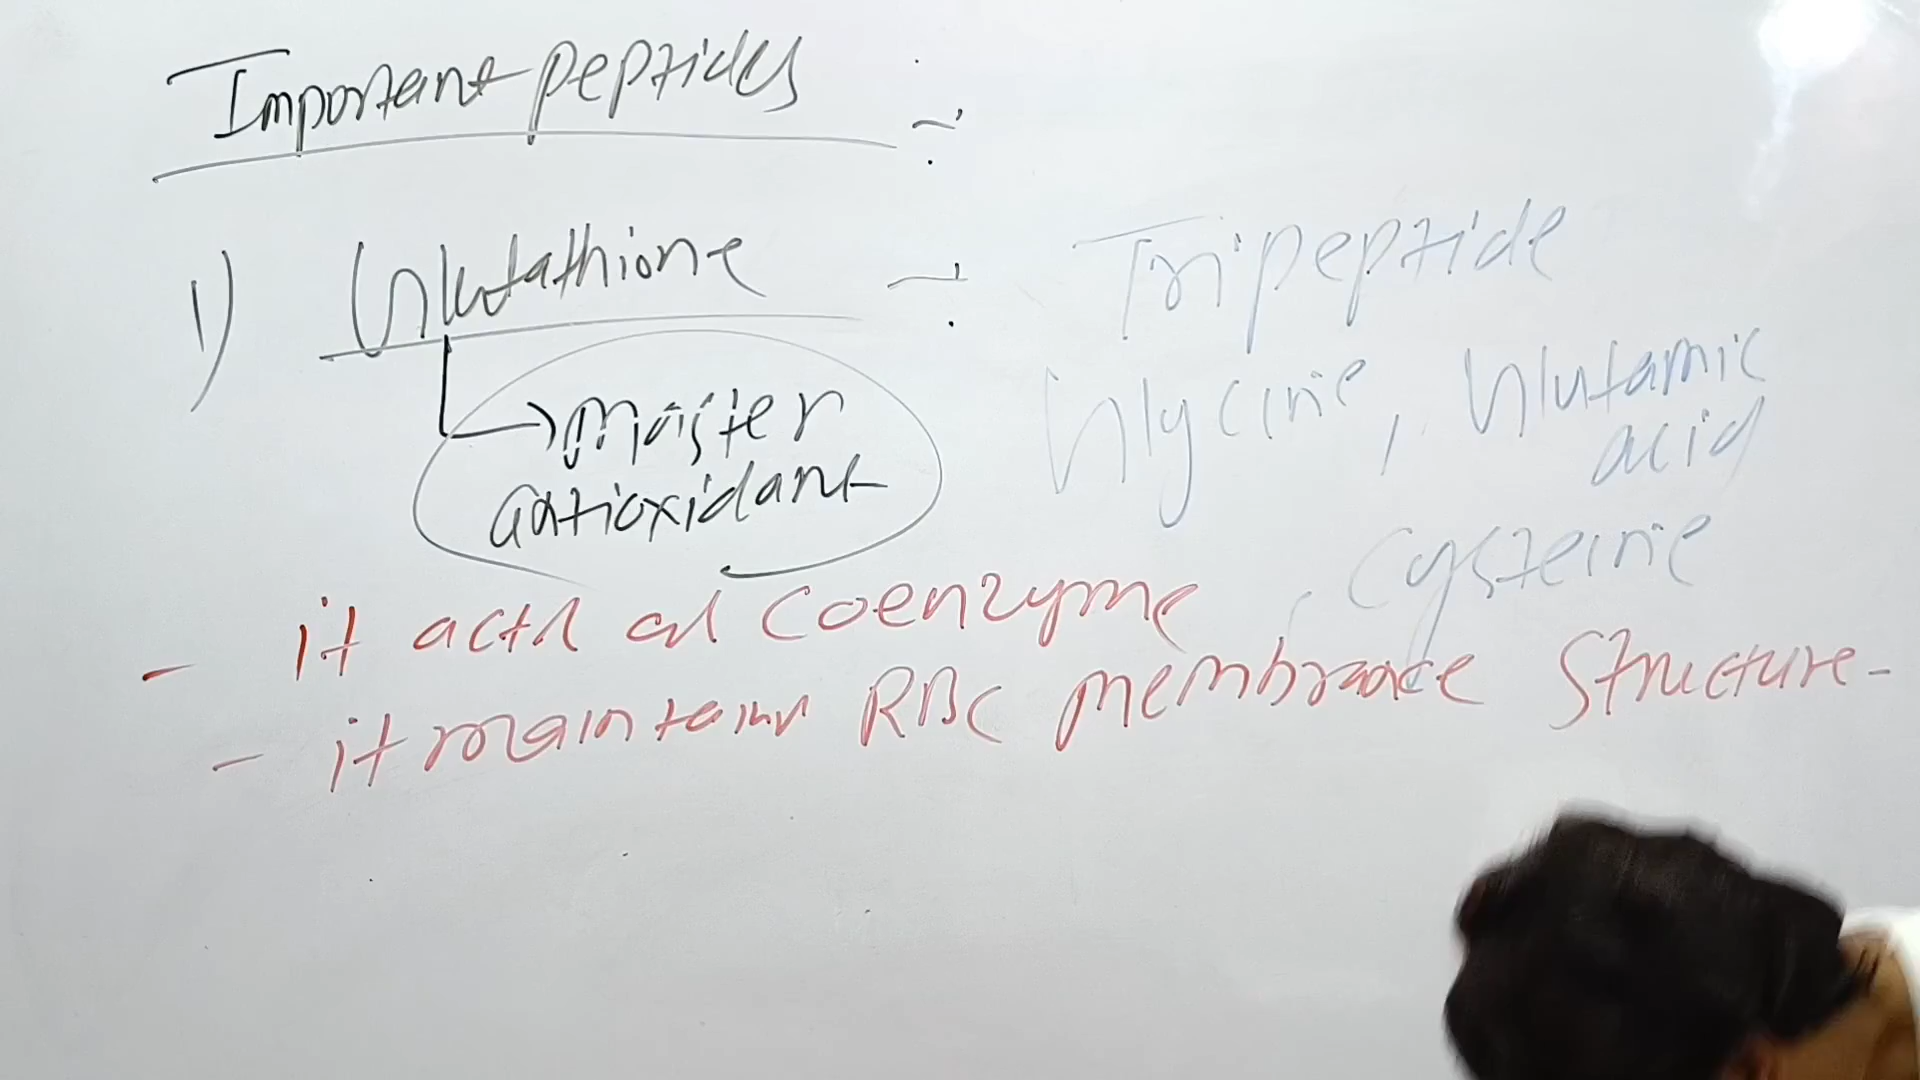 Important peptides :-
1) Glutathione :- Tripeptide
Glycine, Glutamic acid
, Cysteine
→ Master
antioxidant
- it acts as coenzyme
- it maintains RBC membrane structure-